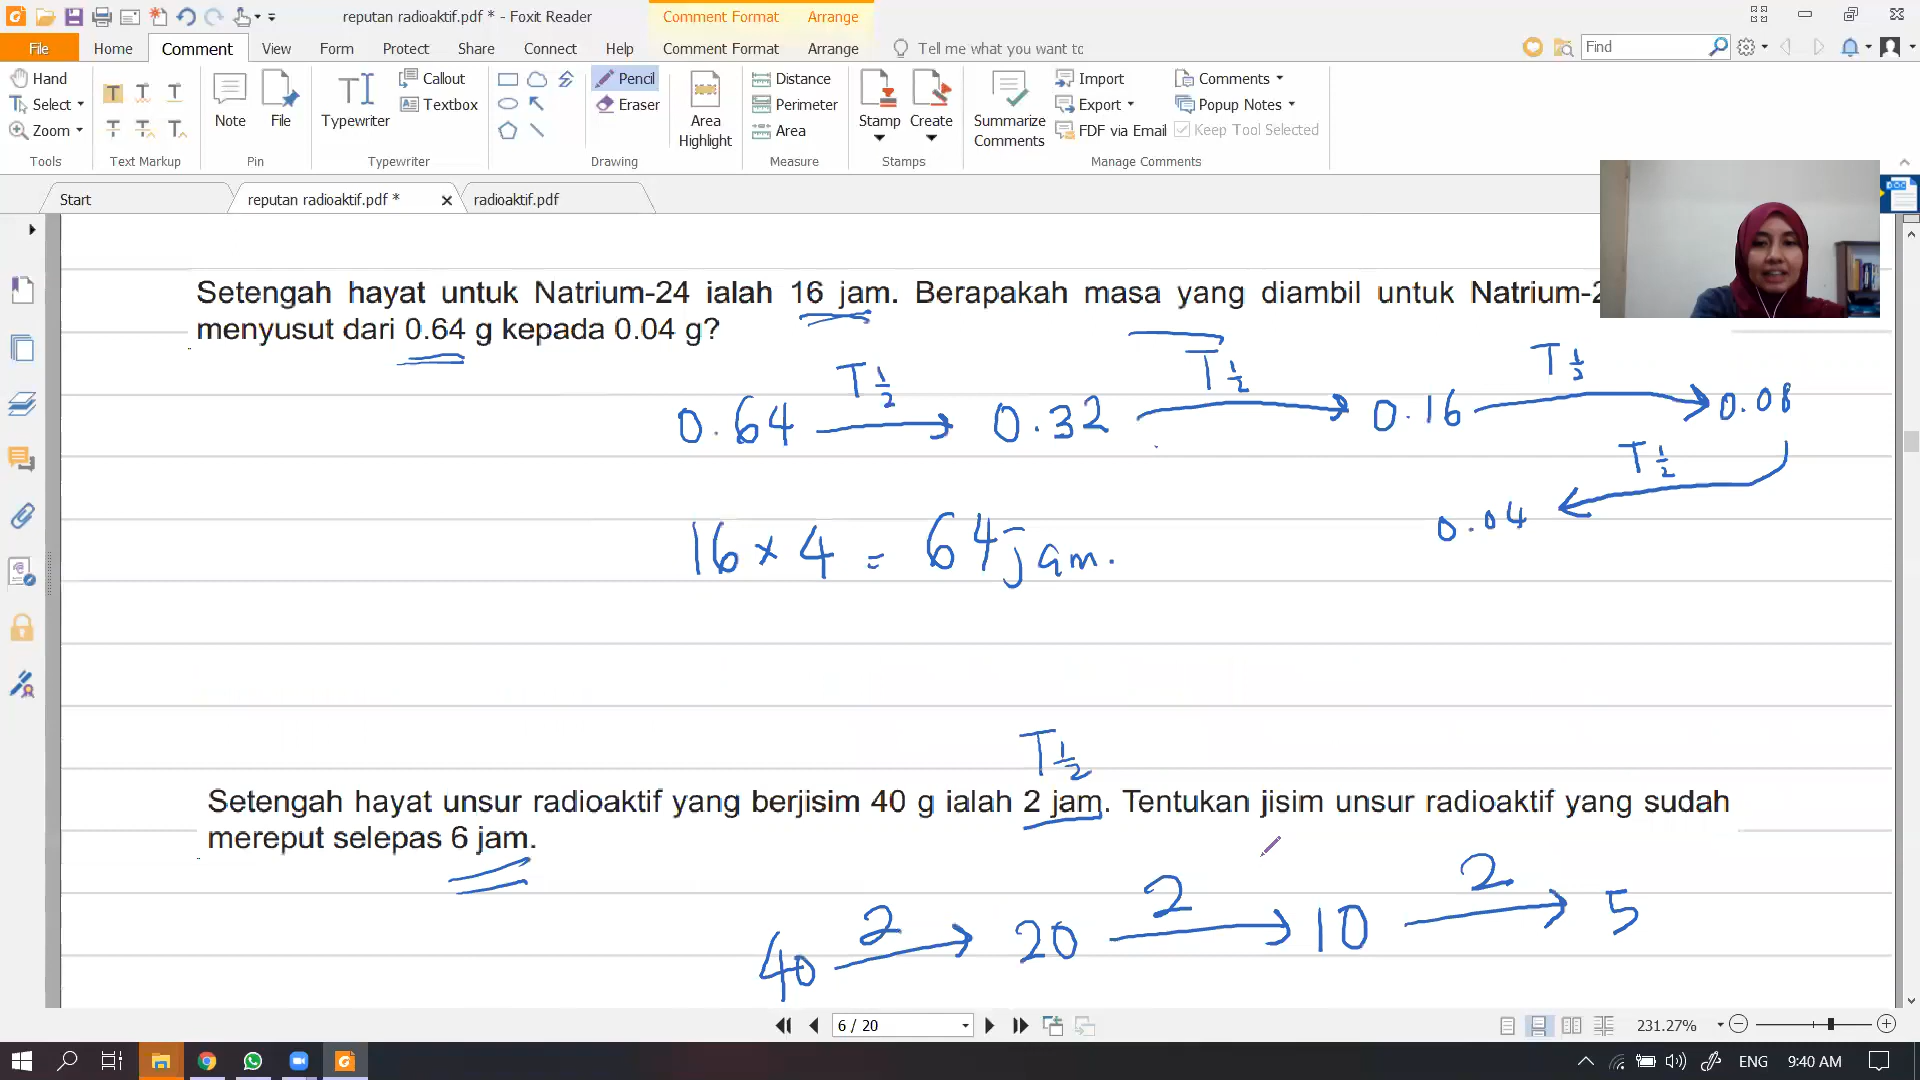 reputan radioaktif.pdf * - Foxit Reader
Comment Format
Arrange
File
Home
Comment
View
Form
Protect
Share
Connect
Help
Comment Format
Arrange
Tell me what you want to
Find
Hand
Select
Zoom
Tools
Text Markup
Note
File
Pin
Typewriter
Callout
Textbox
Typewriter
Pencil
Eraser
Drawing
Area Highlight
Distance
Perimeter
Area
Measure
Stamp
Create
Stamps
Summarize Comments
Import
Export
FDF via Email
Comments
Popup Notes
Keep Tool Selected
Manage Comments
Start
reputan radioaktif.pdf *
radioaktif.pdf
Setengah hayat untuk Natrium-24 ialah 16 jam. Berapakah masa yang diambil untuk Natrium-2
menyusut dari 0.64 g kepada 0.04 g?
T 1/2
T 1/2
T 1/2
0.64 → 0.32 → 0.16 → 0.08
T 1/2
0.04
16 × 4 = 64 jam.
T 1/2
Setengah hayat unsur radioaktif yang berjisim 40 g ialah 2 jam. Tentukan jisim unsur radioaktif yang sudah
mereput selepas 6 jam.
2 2 2
40 → 20 → 10 → 5
6 / 20
231.27%
ENG
9:40 AM